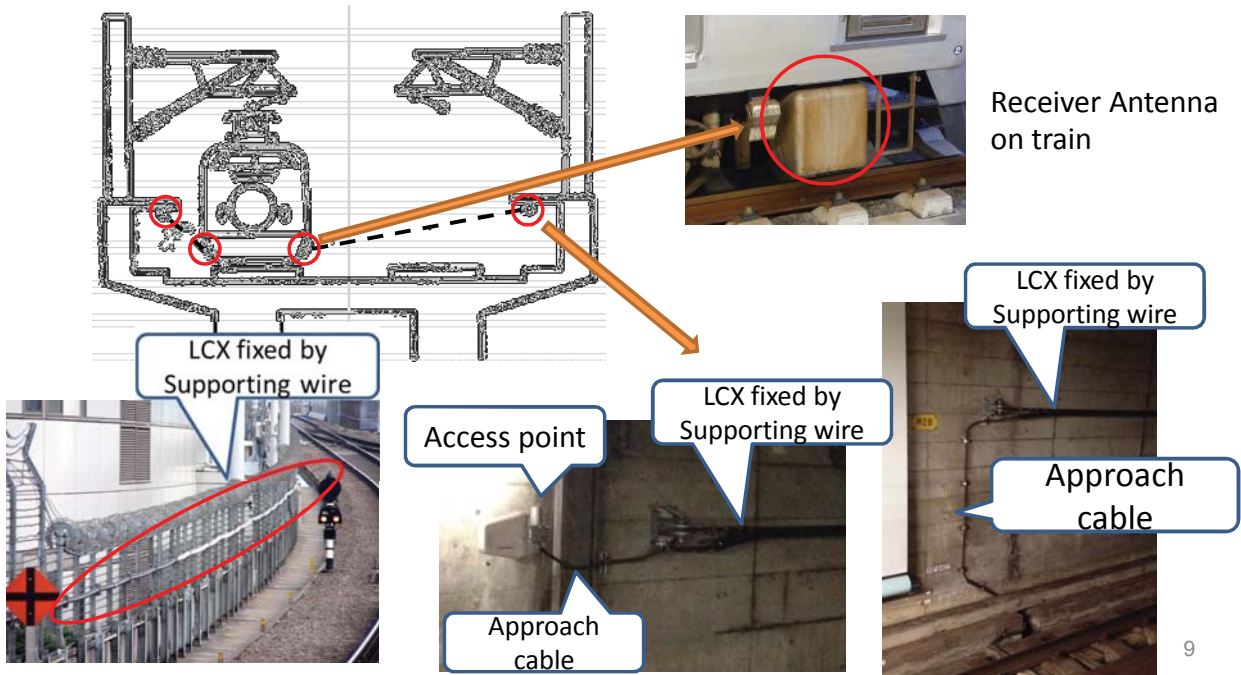 Receiver Antenna
on train
LCX fixed by
Supporting wire
LCX fixed by
Supporting wire
Access point
LCX fixed by
Supporting wire
Approach
cable
Approach
cable
9